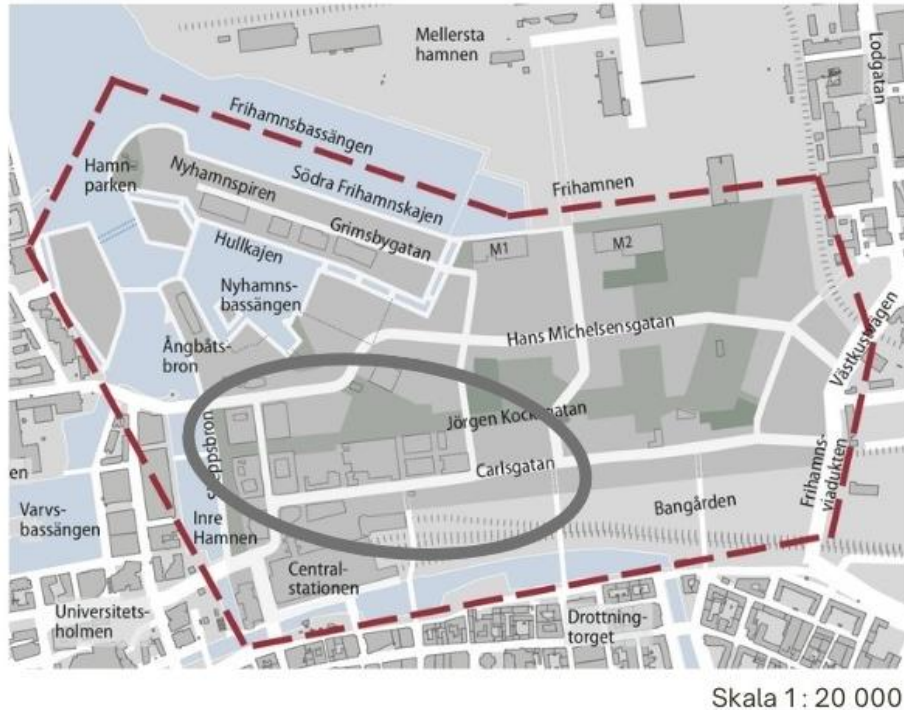 Mellersta
hamnen
Lodgatan
Frihamnsbassängen
Hamn-
parken
Nyhamnspiren
Södra Frihamnskajen
Frihamnen
Grimsbygatan
M1
M2
Hullkajen
Nyhamns-
bassängen
Hans Michelsensgatan
Västkustvägen
Ångbåts-
bron
Jörgen Kocksgatan
Carlsgatan
Frihamns-
viadukten
en
Varvs-
bassängen
Inre
Hamnen
Bangården
Central-
stationen
Universitets-
holmen
Drottning-
torget
Skala 1 : 20 000